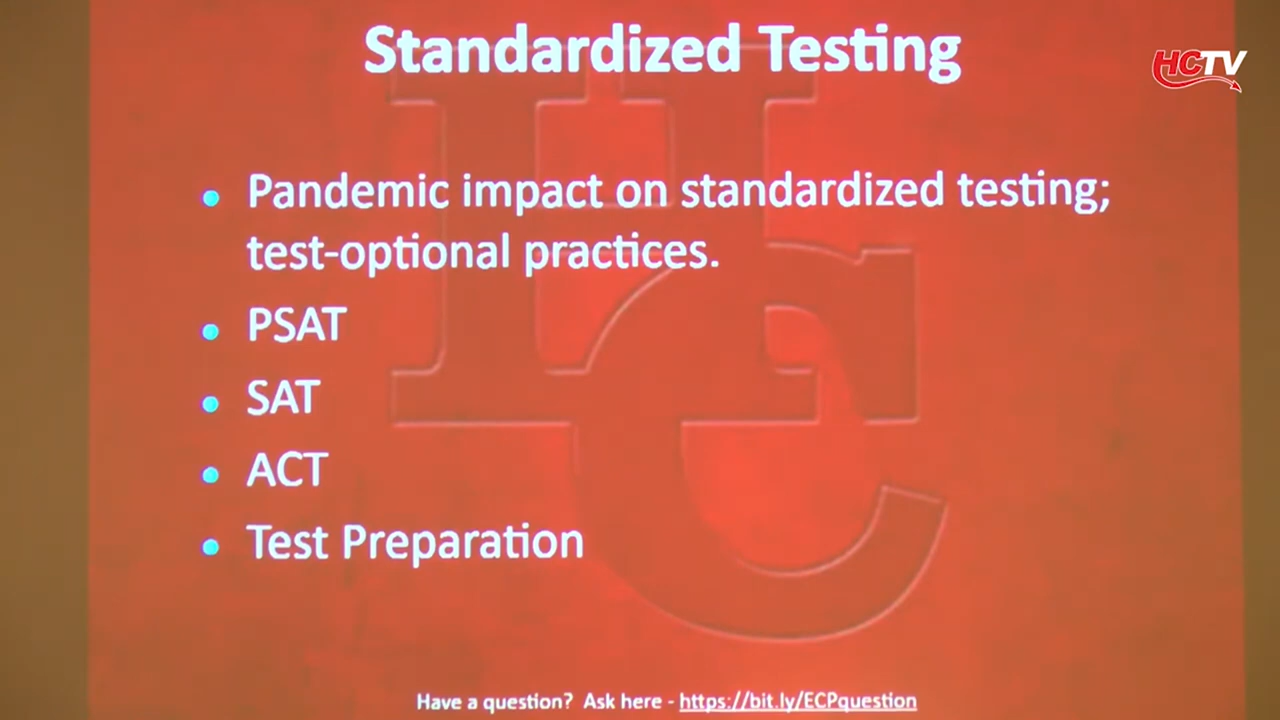 Standardized Testing
HCTV
Pandemic impact on standardized testing;
test-optional practices.
PSAT
SAT
ACT
Test Preparation
HC
Have a question? Ask here - https://bit.ly/ECPquestion